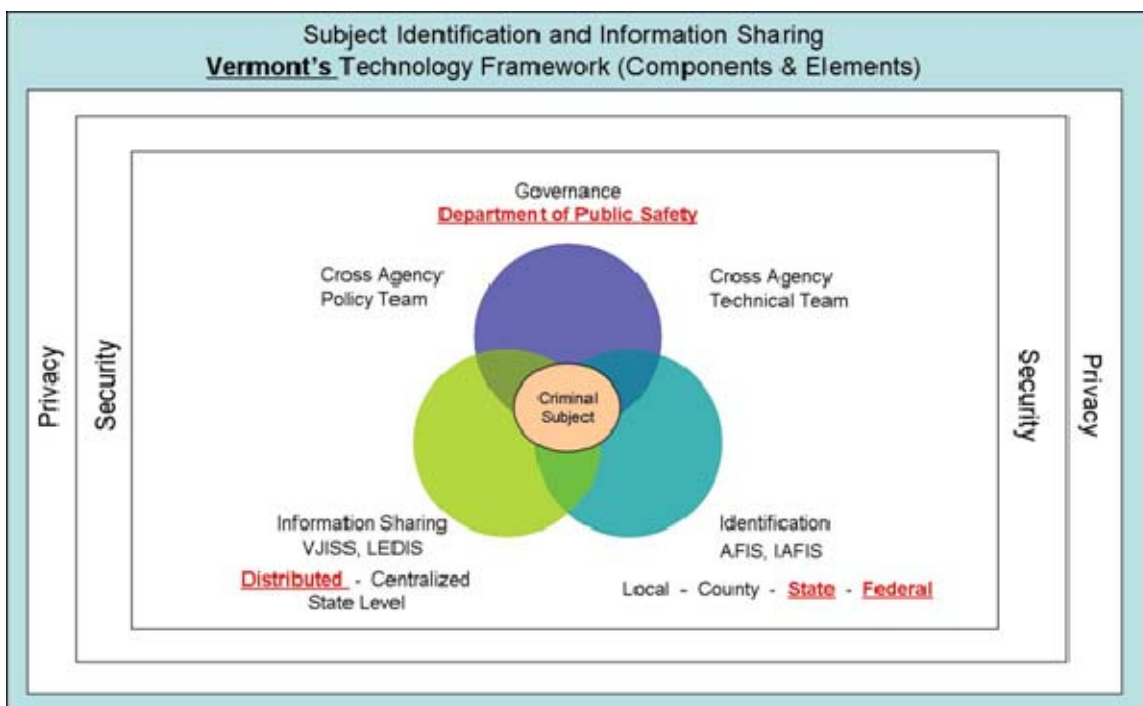 Subject Identification and Information Sharing
Vermont's Technology Framework (Components & Elements)
Governance
Department of Public Safety
Cross Agency
Policy Team
Cross Agency
Technical Team
Privacy
Security
Criminal
Subject
Security
Privacy
Information Sharing
VJISS, LEDIS
Distributed - Centralized
State Level
Identification
AFIS, IAFIS
Local - County - State - Federal